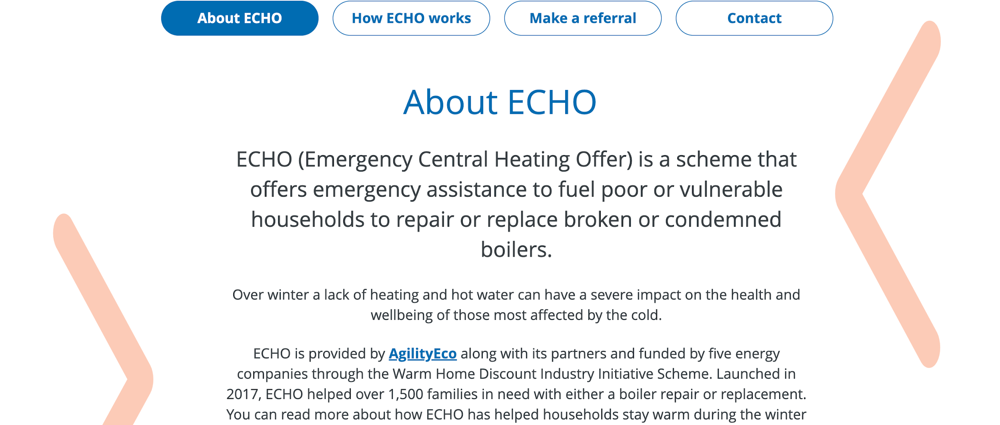 About ECHO
How ECHO works
Make a referral
Contact
About ECHO
ECHO (Emergency Central Heating Offer) is a scheme that
offers emergency assistance to fuel poor or vulnerable
households to repair or replace broken or condemned
boilers.
Over winter a lack of heating and hot water can have a severe impact on the health and
wellbeing of those most affected by the cold.
ECHO is provided by AgilityEco along with its partners and funded by five energy
companies through the Warm Home Discount Industry Initiative Scheme. Launched in
2017, ECHO helped over 1,500 families in need with either a boiler repair or replacement.
You can read more about how ECHO has helped households stay warm during the winter